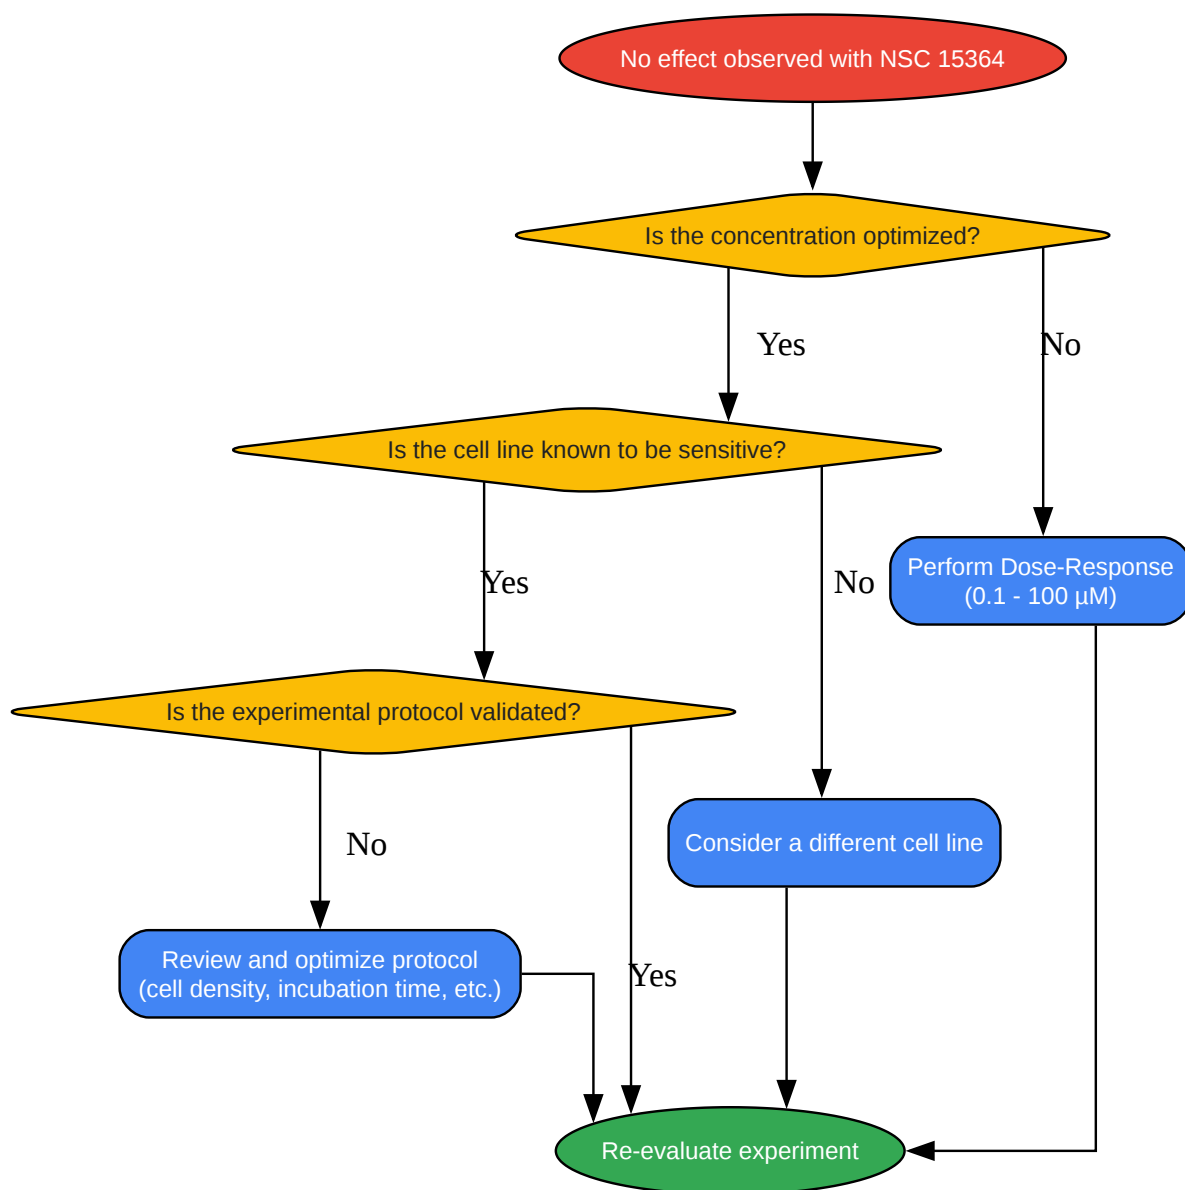 No effect observed with NSC 15364
Is the concentration optimized?
Yes
No
Is the cell line known to be sensitive?
Yes
No
Perform Dose-Response
(0.1 - 100 µM)
Is the experimental protocol validated?
No
Consider a different cell line
Review and optimize protocol
(cell density, incubation time, etc.)
Yes
Re-evaluate experiment